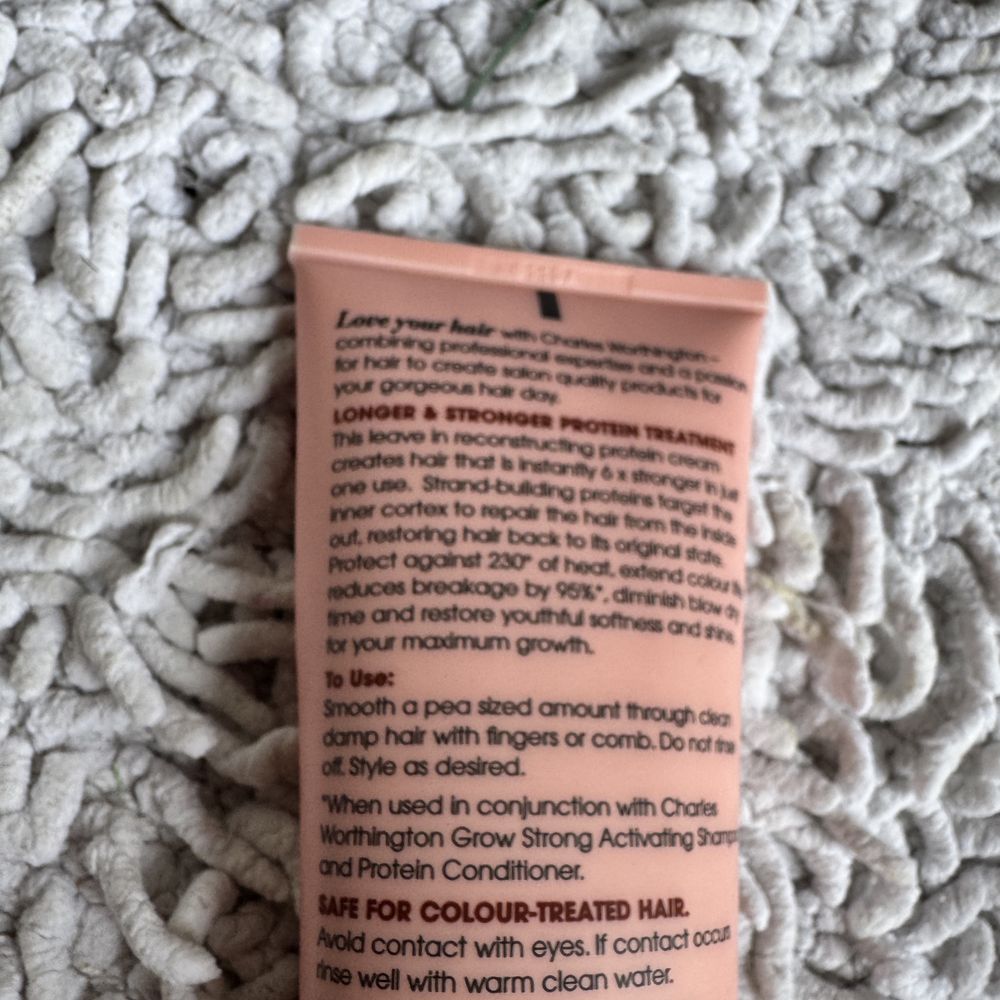 Love your hair with Charles Worthington –
combining professional expertise and a passion
for hair to create salon quality products for
your gorgeous hair day.
LONGER & STRONGER PROTEIN TREATMENT
This leave in reconstructing protein cream
creates hair that is instantly 6 x stronger in just
one use. Strand-building proteins target the
inner cortex to repair the hair from the inside
out, restoring hair back to its original state.
Protect against 230° of heat, extend colour
reduces breakage by 95%*, diminish blow dry
time and restore youthful softness and shine,
for your maximum growth.
To Use:
Smooth a pea sized amount through clean
damp hair with fingers or comb. Do not rinse
off. Style as desired.
*When used in conjunction with Charles
Worthington Grow Strong Activating
and Protein Conditioner.
SAFE FOR COLOUR-TREATED HAIR.
Avoid contact with eyes. If contact occurs
rinse well with warm clean water.